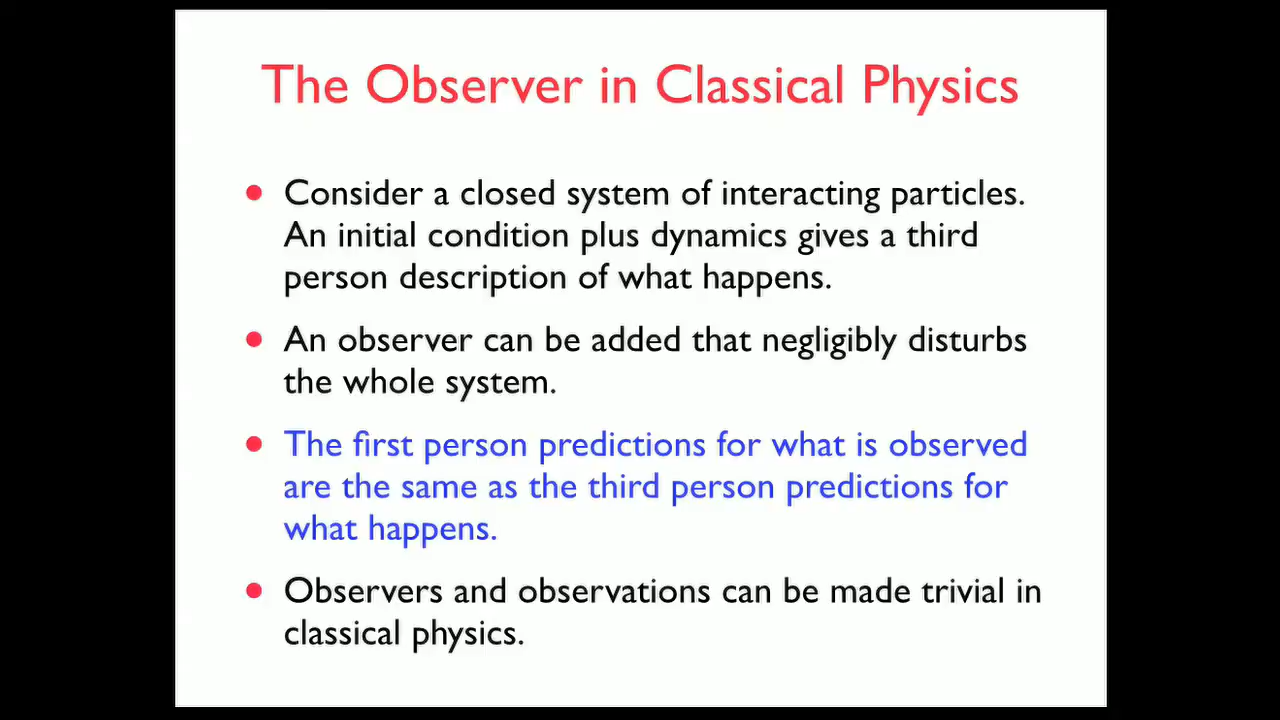 The Observer in Classical Physics
• Consider a closed system of interacting particles.
An initial condition plus dynamics gives a third
person description of what happens.
• An observer can be added that negligibly disturbs
the whole system.
• The first person predictions for what is observed
are the same as the third person predictions for
what happens.
• Observers and observations can be made trivial in
classical physics.